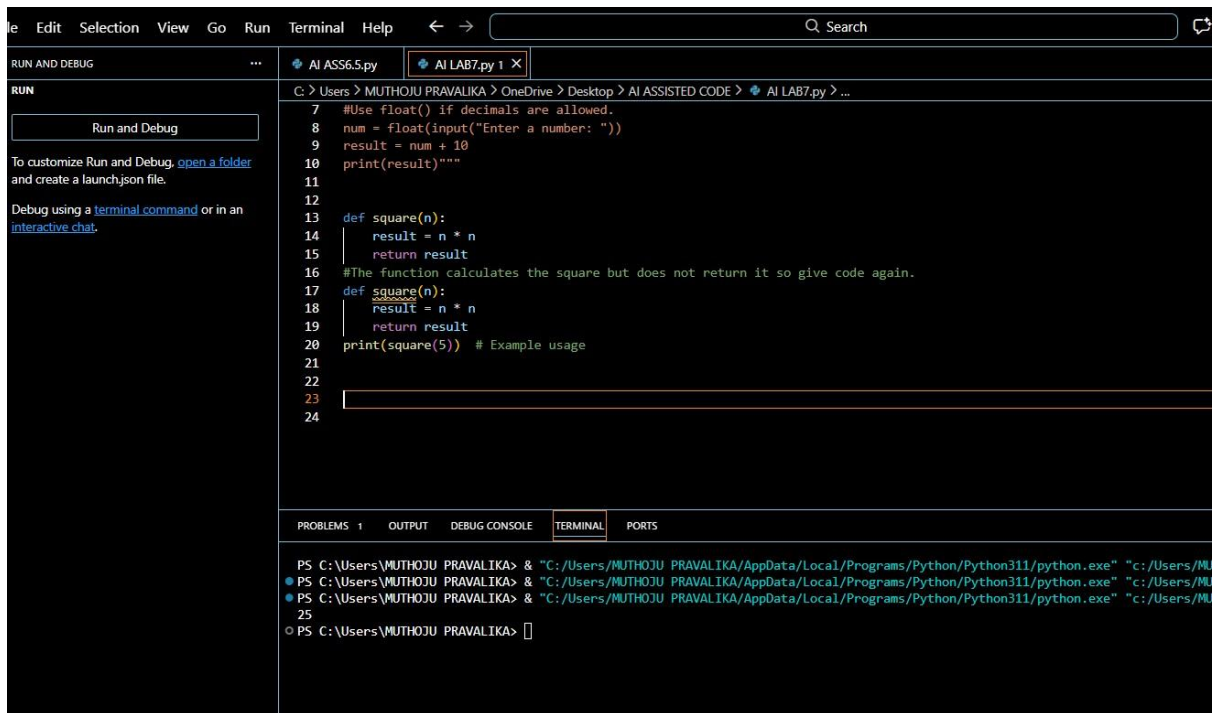 le Edit Selection View Go Run Terminal Help ← → Search
RUN AND DEBUG ...
RUN
Run and Debug
To customize Run and Debug, open a folder
and create a launch.json file.
Debug using a terminal command or in an
interactive chat.
AI ASS6.5.py AI LAB7.py 1 ×
C: > Users > MUTHOJU PRAVALIKA > OneDrive > Desktop > AI ASSISTED CODE > AI LAB7.py > ...
7 #Use float() if decimals are allowed.
8 num = float(input("Enter a number: "))
9 result = num + 10
10 print(result)"""
11
12
13 def square(n):
14 result = n * n
15 return result
16 #The function calculates the square but does not return it so give code again.
17 def square(n):
18 result = n * n
19 return result
20 print(square(5)) # Example usage
21
22
23
24
PROBLEMS 1 OUTPUT DEBUG CONSOLE TERMINAL PORTS
PS C:\Users\MUTHOJU PRAVALIKA> & "C:/Users/MUTHOJU PRAVALIKA/AppData/Local/Programs/Python/Python311/python.exe" "c:/Users/MU
PS C:\Users\MUTHOJU PRAVALIKA> & "C:/Users/MUTHOJU PRAVALIKA/AppData/Local/Programs/Python/Python311/python.exe" "c:/Users/MU
PS C:\Users\MUTHOJU PRAVALIKA> & "C:/Users/MUTHOJU PRAVALIKA/AppData/Local/Programs/Python/Python311/python.exe" "c:/Users/MU
25
PS C:\Users\MUTHOJU PRAVALIKA>